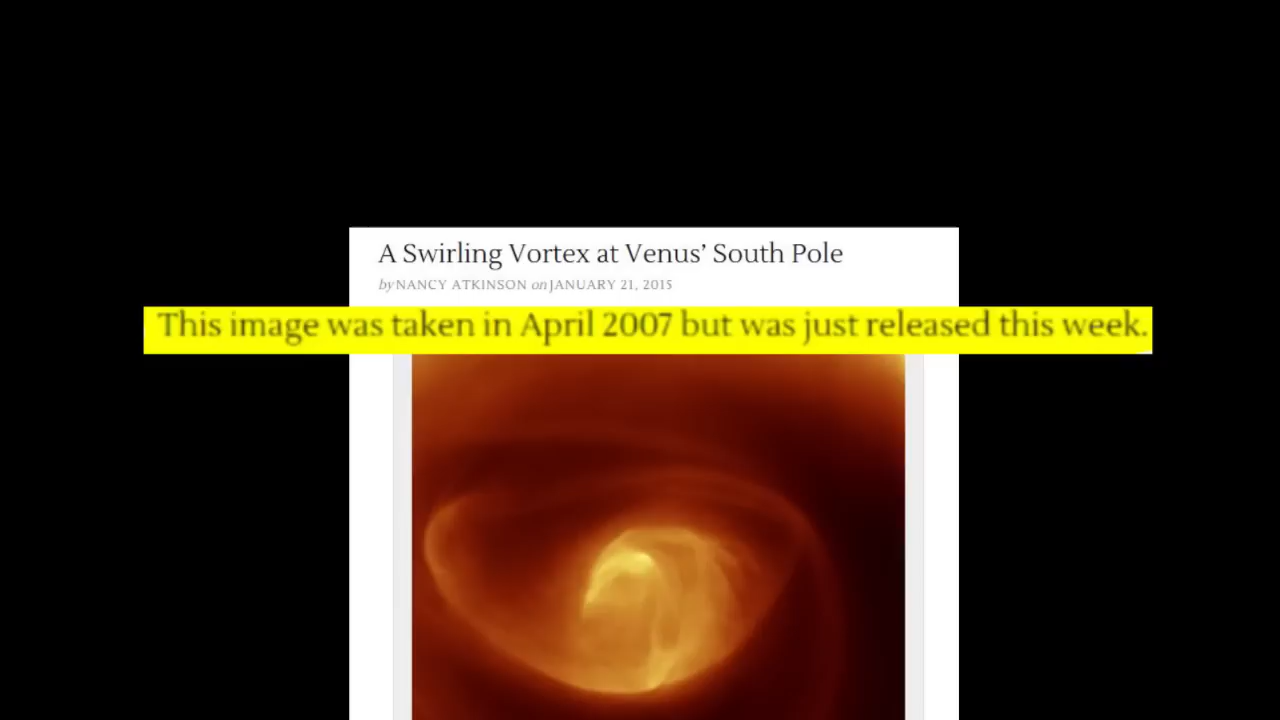 A Swirling Vortex at Venus’ South Pole
by NANCY ATKINSON on JANUARY 21, 2015
This image was taken in April 2007 but was just released this week.